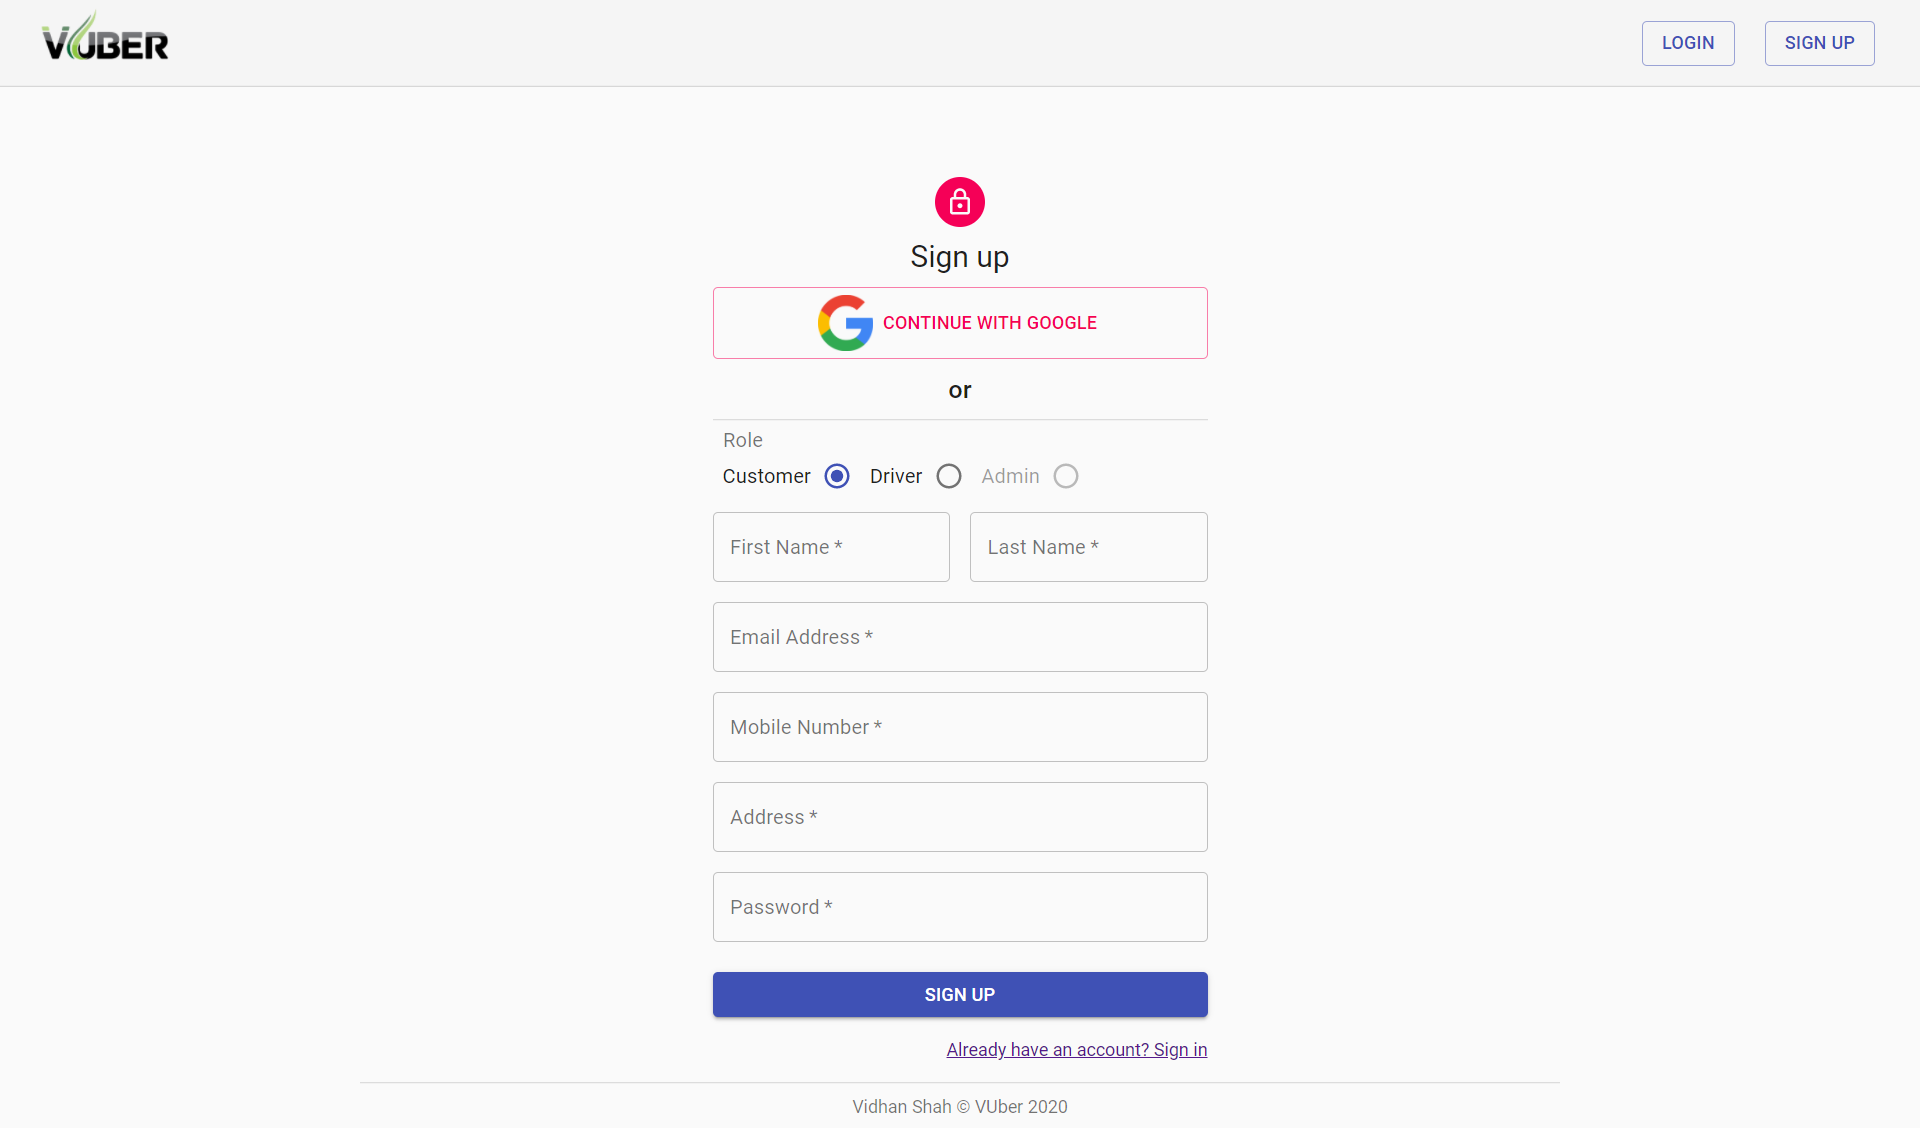 VUBER
LOGIN
SIGN UP
Sign up
CONTINUE WITH GOOGLE
or
Role
Customer
Driver
Admin
First Name *
Last Name *
Email Address *
Mobile Number *
Address *
Password *
SIGN UP
Already have an account? Sign in
Vidhan Shah © VUber 2020